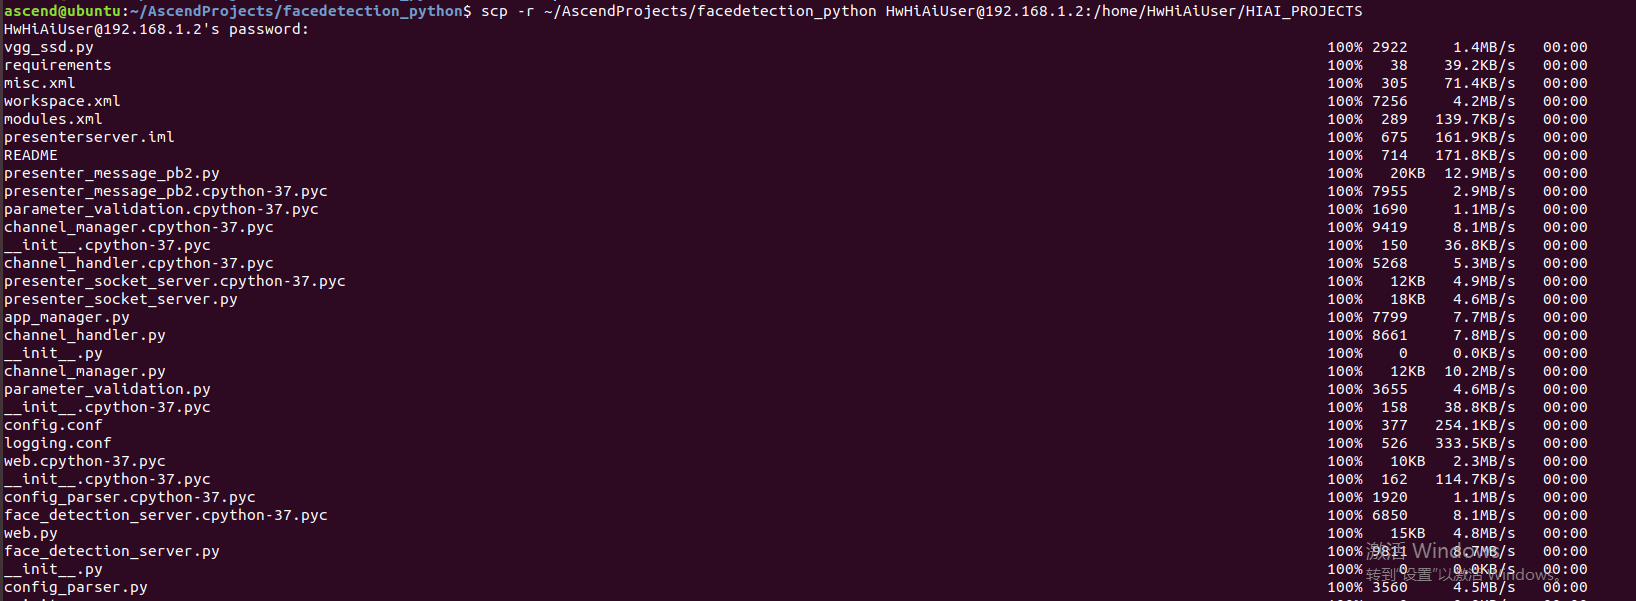 ascend@ubuntu:~/AscendProjects/facedetection_python$ scp -r ~/AscendProjects/facedetection_python HwHiAiUser@192.168.1.2:/home/HwHiAiUser/HIAI_PROJECTS
HwHiAiUser@192.168.1.2's password:
vgg_ssd.py 100% 2922 1.4MB/s 00:00
requirements 100% 38 39.2KB/s 00:00
misc.xml 100% 305 71.4KB/s 00:00
workspace.xml 100% 7256 4.2MB/s 00:00
modules.xml 100% 289 139.7KB/s 00:00
presenterserver.iml 100% 675 161.9KB/s 00:00
README 100% 714 171.8KB/s 00:00
presenter_message_pb2.py 100% 20KB 12.9MB/s 00:00
presenter_message_pb2.cpython-37.pyc 100% 7955 2.9MB/s 00:00
parameter_validation.cpython-37.pyc 100% 1690 1.1MB/s 00:00
channel_manager.cpython-37.pyc 100% 9419 8.1MB/s 00:00
__init__.cpython-37.pyc 100% 150 36.8KB/s 00:00
channel_handler.cpython-37.pyc 100% 5268 5.3MB/s 00:00
presenter_socket_server.cpython-37.pyc 100% 12KB 4.9MB/s 00:00
presenter_socket_server.py 100% 18KB 4.6MB/s 00:00
app_manager.py 100% 7799 7.7MB/s 00:00
channel_handler.py 100% 8661 7.8MB/s 00:00
__init__.py 100% 0 0.0KB/s 00:00
channel_manager.py 100% 12KB 10.2MB/s 00:00
parameter_validation.py 100% 3655 4.6MB/s 00:00
__init__.cpython-37.pyc 100% 158 38.8KB/s 00:00
config.conf 100% 377 254.1KB/s 00:00
logging.conf 100% 526 333.5KB/s 00:00
web.cpython-37.pyc 100% 10KB 2.3MB/s 00:00
__init__.cpython-37.pyc 100% 162 114.7KB/s 00:00
config_parser.cpython-37.pyc 100% 1920 1.1MB/s 00:00
face_detection_server.cpython-37.pyc 100% 6850 8.1MB/s 00:00
web.py 100% 15KB 4.8MB/s 00:00
face_detection_server.py 100% 9811 8.7MB/s 00:00
激活 Windows
__init__.py 100% 0 0.0KB/s 00:00
转到"设置"以激活 Windows。
config_parser.py 100% 3560 4.5MB/s 00:00